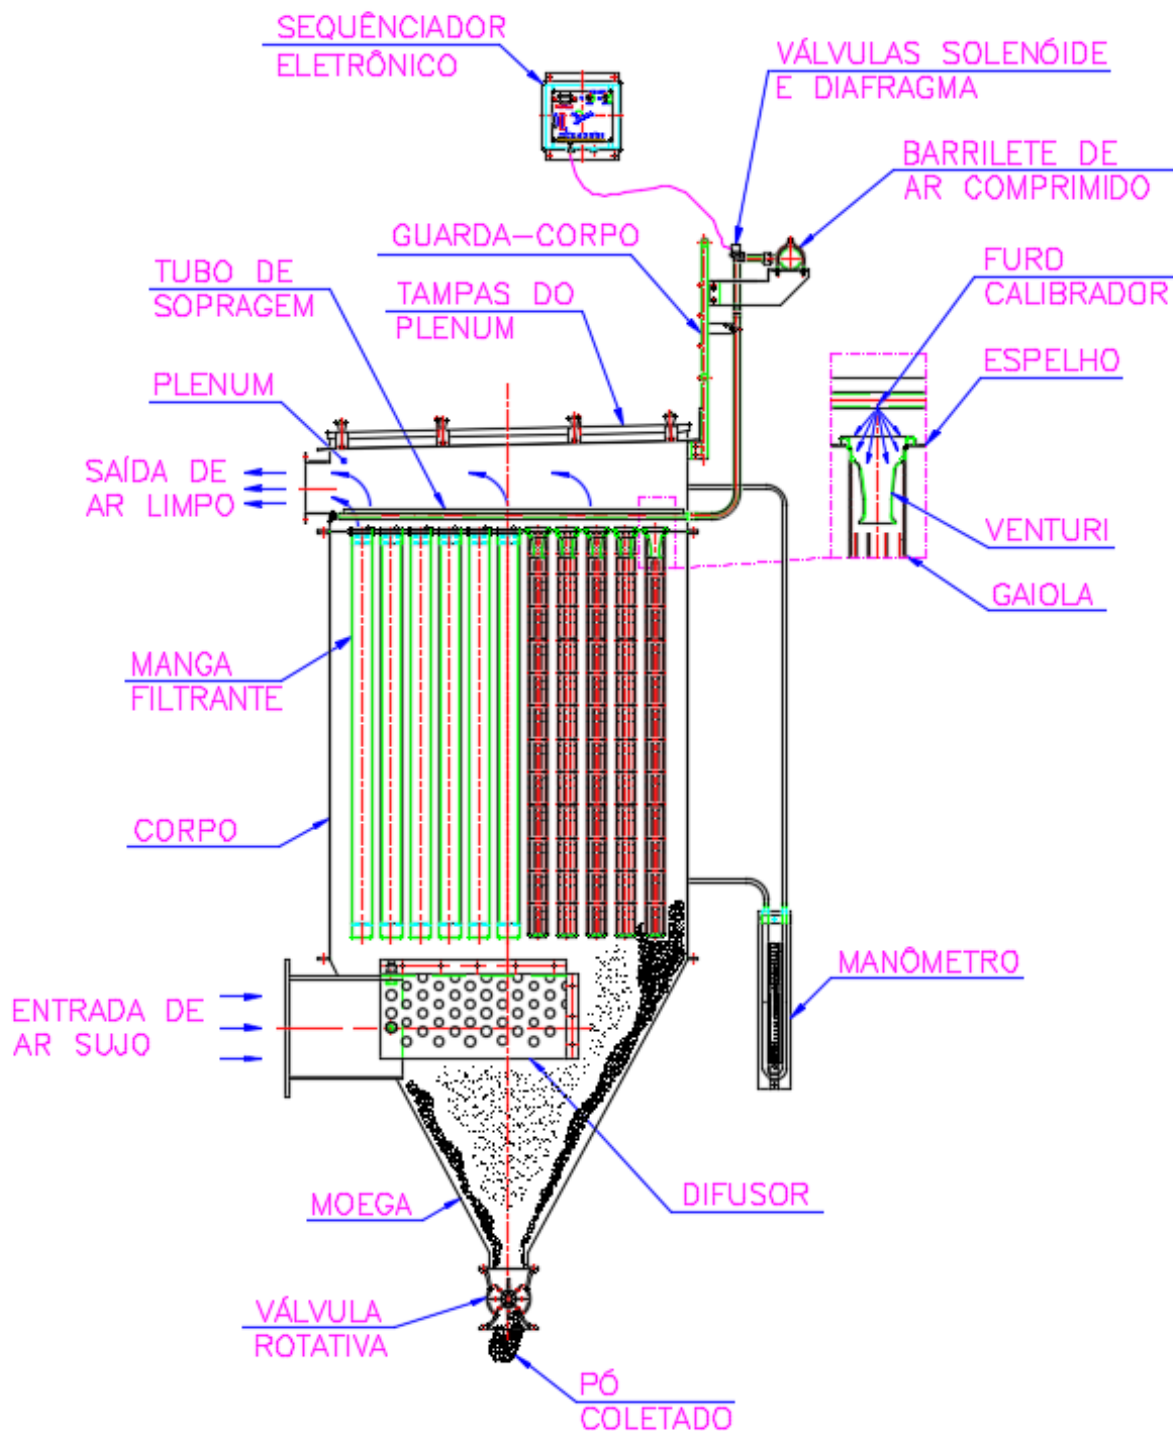 SEQUÊNCIADOR
ELETRÔNICO
VÁLVULAS SOLENÓIDE
E DIAFRAGMA
BARRILETE DE
AR COMPRIMIDO
GUARDA-CORPO
FURO
CALIBRADOR
TUBO DE
SOPRAGEM
TAMPAS DO
PLENUM
ESPELHO
PLENUM
SAÍDA DE
AR LIMPO
VENTURI
GAIOLA
MANGA
FILTRANTE
CORPO
MANÔMETRO
ENTRADA DE
AR SUJO
MOEGA
DIFUSOR
VÁLVULA
ROTATIVA
PÓ
COLETADO